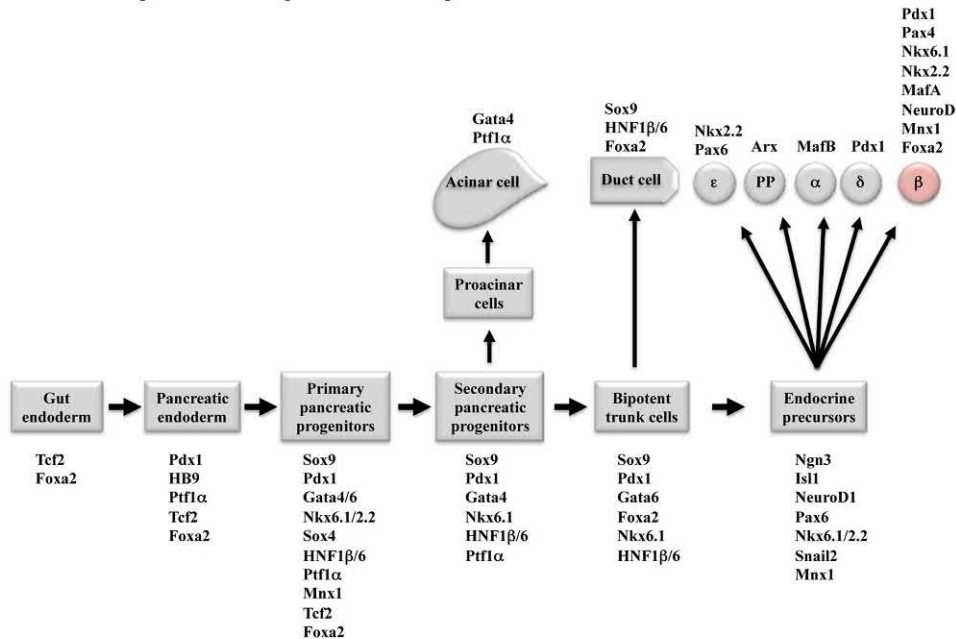 Pdx1
Pax4
Nkx6.1
Nkx2.2
MafA
NeuroD
Mnx1
Foxa2
Gata4
Ptf1α
Sox9
HNF1β/6
Foxa2
Nkx2.2
Pax6
Arx
MafB
Pdx1
Acinar cell
Duct cell
ε
PP
α
δ
β
Proacinar
cells
Gut
endoderm
Pancreatic
endoderm
Primary
pancreatic
progenitors
Secondary
pancreatic
progenitors
Bipotent
trunk cells
Endocrine
precursors
Tcf2
Foxa2
Pdx1
HB9
Ptf1α
Tcf2
Foxa2
Sox9
Pdx1
Gata4/6
Nkx6.1/2.2
Sox4
HNF1β/6
Ptf1α
Mnx1
Tcf2
Foxa2
Sox9
Pdx1
Gata4
Nkx6.1
HNF1β/6
Ptf1α
Sox9
Pdx1
Gata6
Foxa2
Nkx6.1
HNF1β/6
Ngn3
Isl1
NeuroD1
Pax6
Nkx6.1/2.2
Snail2
Mnx1